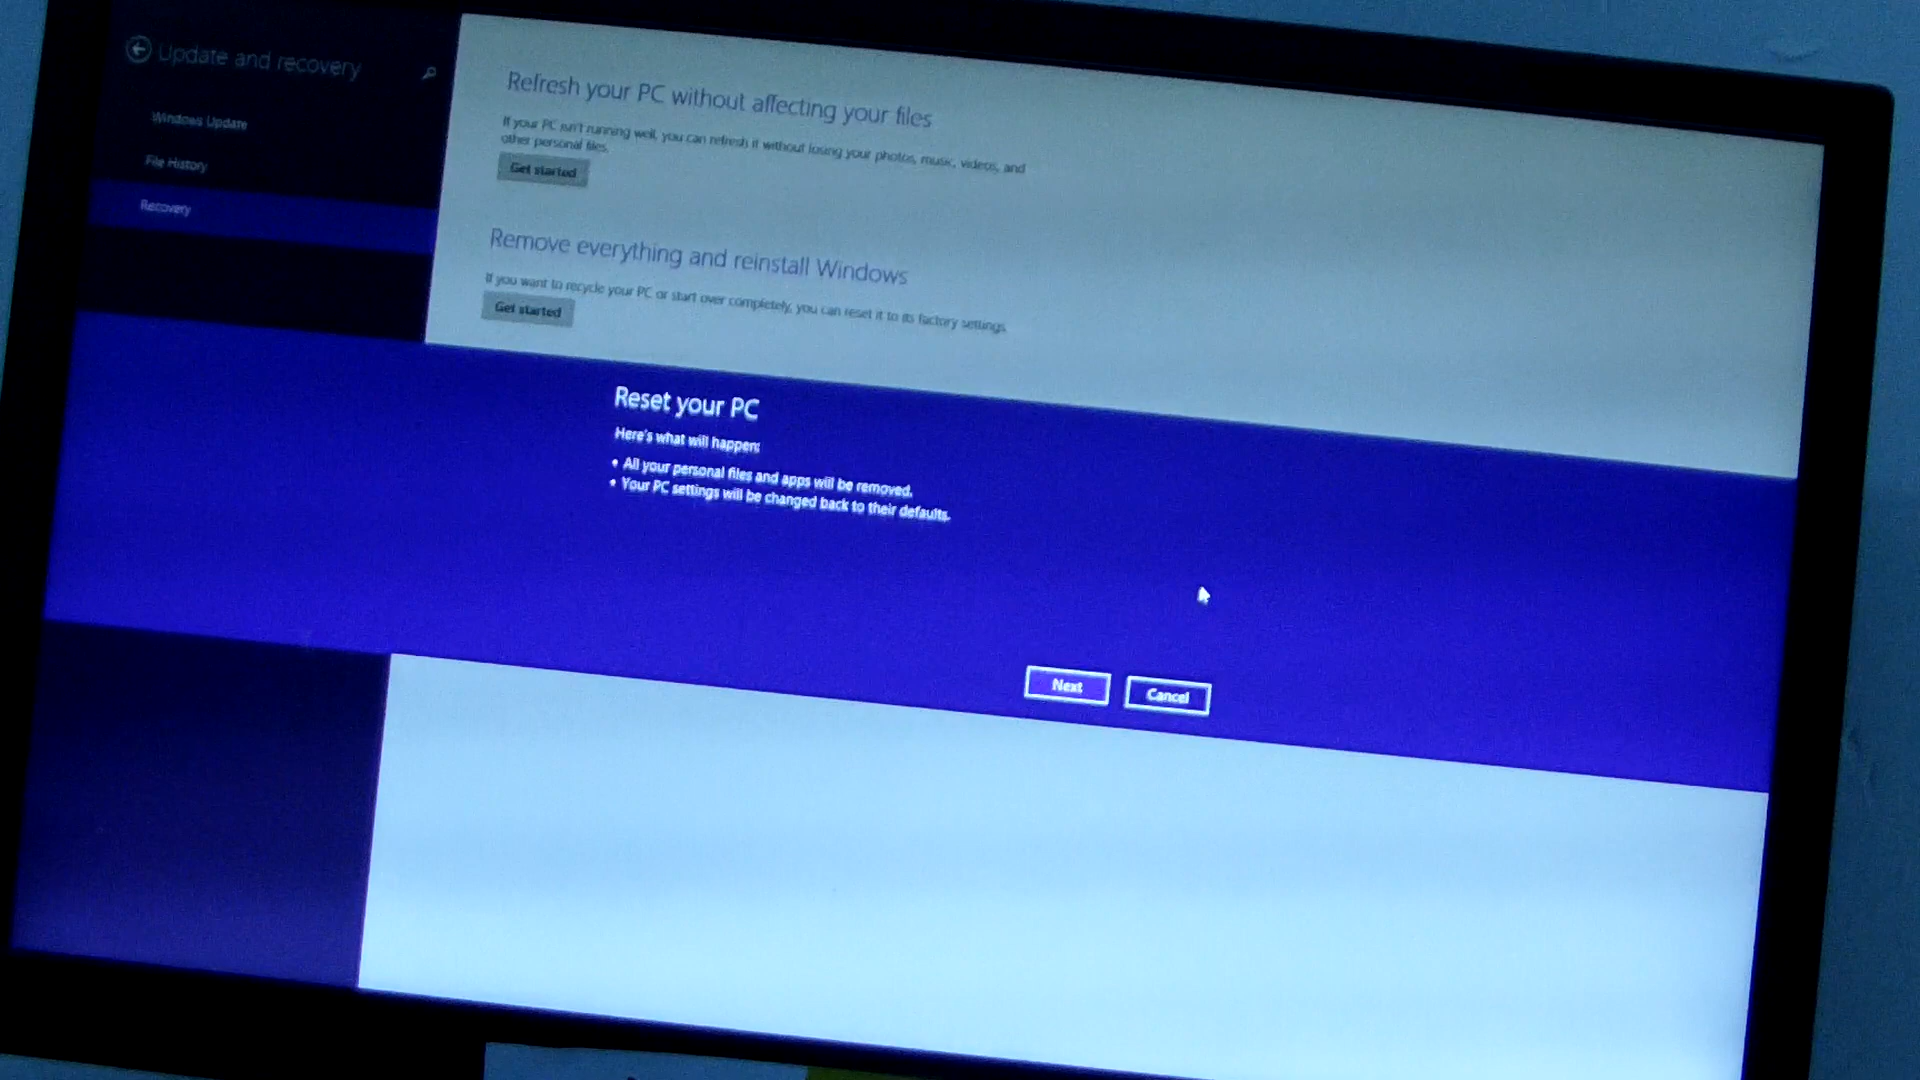 Update and recovery
Windows Update
File History
Recovery
Refresh your PC without affecting your files
If your PC isn't running well, you can refresh it without losing your photos, music, videos, and
other personal files.
Get started
Remove everything and reinstall Windows
If you want to recycle your PC or start over completely, you can reset it to its factory settings.
Get started
Reset your PC
Here's what will happen:
• All your personal files and apps will be removed.
• Your PC settings will be changed back to their defaults.
Next
Cancel